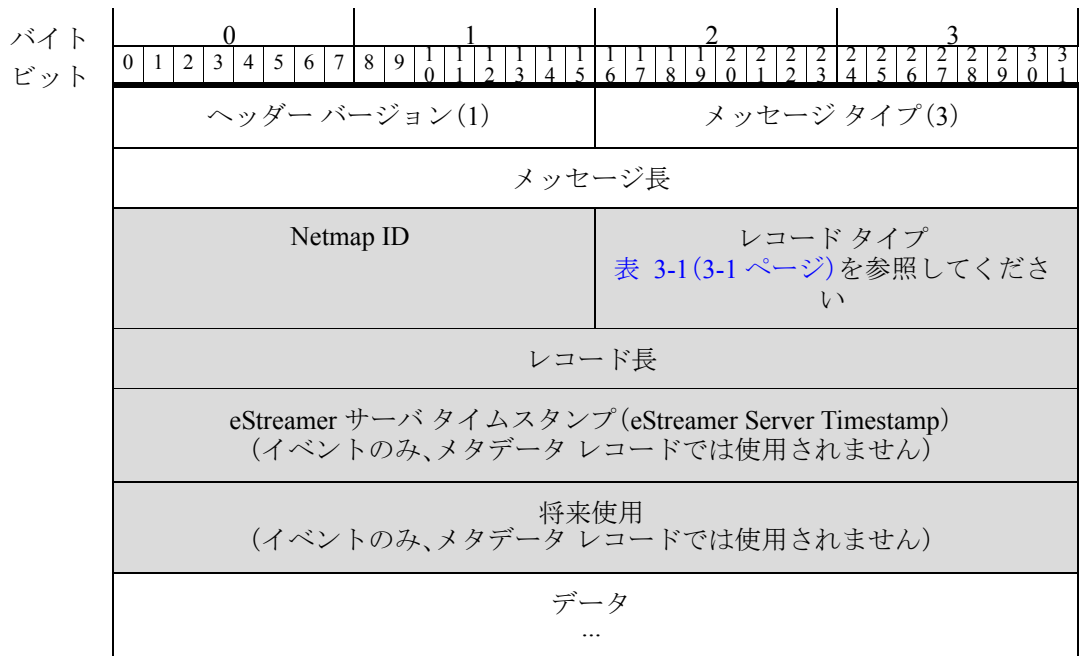 バイト 0 1 2 3
ビット 0 1 2 3 4 5 6 7 8 9 10 11 12 13 14 15 16 17 18 19 20 21 22 23 24 25 26 27 28 29 30 31
ヘッダー バージョン(1) メッセージ タイプ(3)
メッセージ長
Netmap ID レコード タイプ
表 3-1(3-1 ページ)を参照してくださ
い
レコード長
eStreamer サーバ タイムスタンプ(eStreamer Server Timestamp)
(イベントのみ、メタデータ レコードでは使用されません)
将来使用
(イベントのみ、メタデータ レコードでは使用されません)
データ
...